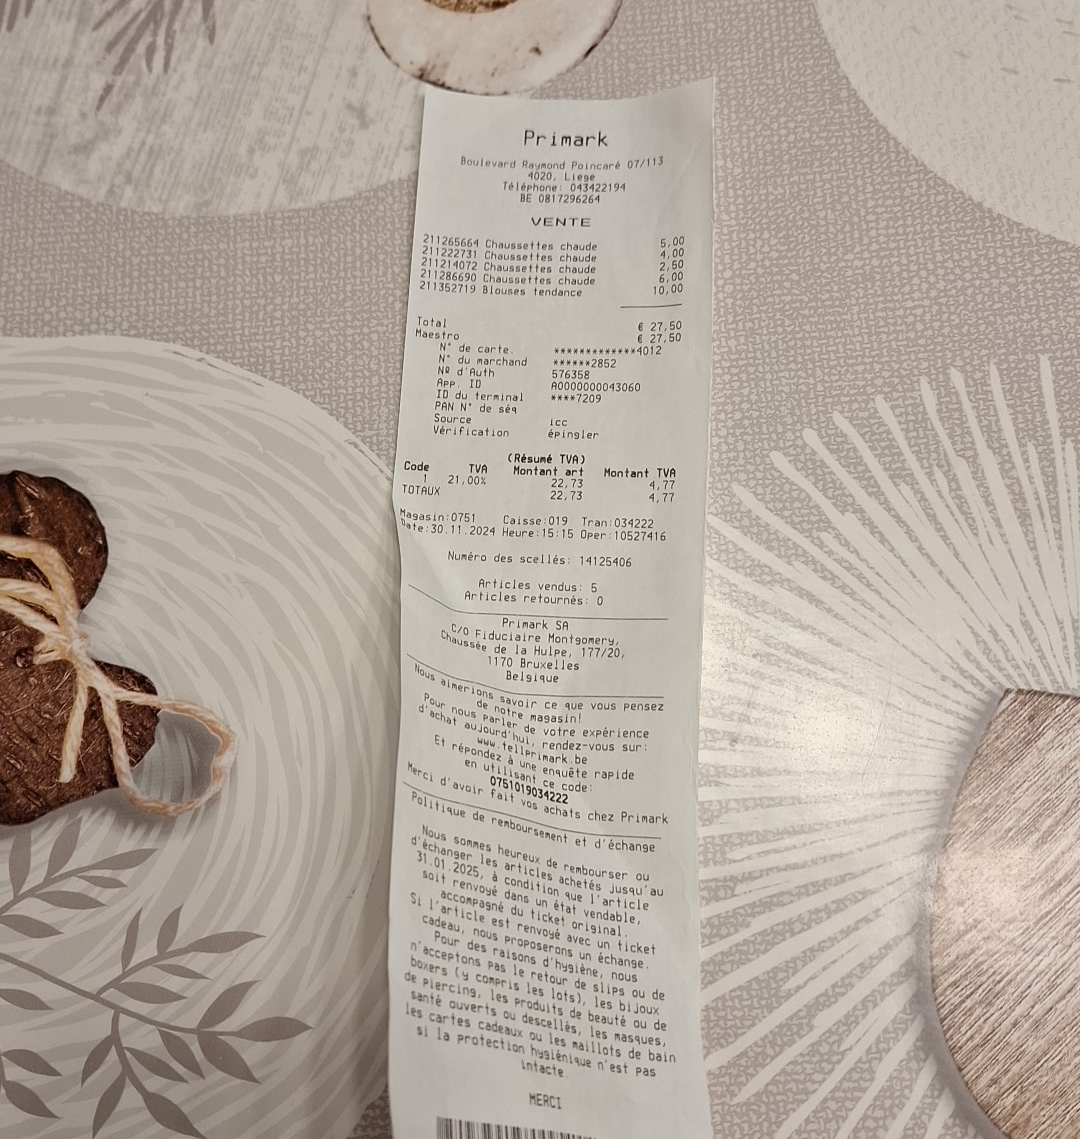 Primark
Boulevard Raymond Poincaré 07/113
4020, Liege
Téléphone: 043422194
BE 0817296264
VENTE
211265664 Chaussettes chaude 5,00
211222731 Chaussettes chaude 4,00
211214072 Chaussettes chaude 2,50
211286690 Chaussettes chaude 6,00
211352719 Blouses tendance 10,00
Total € 27,50
Maestro € 27,50
N° de carte. *************4012
N° du marchand ******2852
Nº d'Auth 576358
App. ID A0000000043060
ID du terminal ****7209
PAN N° de séq
Source icc
Vérification épingler
(Résumé TVA)
Code TVA Montant art Montant TVA
1 21,00% 22,73 4,77
TOTAUX 22,73 4,77
Magasin:0751 Caisse:019 Tran:034222
Date:30.11.2024 Heure:15:15 Oper:10527416
Numéro des scellés: 14125406
Articles vendus: 5
Articles retournés: 0
Primark SA
C/O Fiduciaire Montgomery,
Chaussée de la Hulpe, 177/20,
1170 Bruxelles
Belgique
Nous aimerions savoir ce que vous pensez
de notre magasin!
Pour nous parler de votre expérience
d'achat aujourd'hui, rendez-vous sur:
www.tellprimark.be
Et répondez à une enquête rapide
en utilisant ce code:
0751019034222
Merci d'avoir fait vos achats chez Primark
Politique de remboursement et d'échange
Nous sommes heureux de rembourser ou
d'échanger les articles achetés jusqu'au
31.01.2025, à condition que l'article
soit renvoyé dans un état vendable,
accompagné du ticket original.
Si l'article est renvoyé avec un ticket
cadeau, nous proposerons un échange.
Pour des raisons d'hygiène, nous
n'acceptons pas le retour de slips ou de
boxers (y compris les lots), les bijoux
de piercing, les produits de beauté ou de
santé ouverts ou descellés, les masques,
les cartes cadeaux ou les maillots de bain
si la protection hygiénique n'est pas
intacte.
MERCI